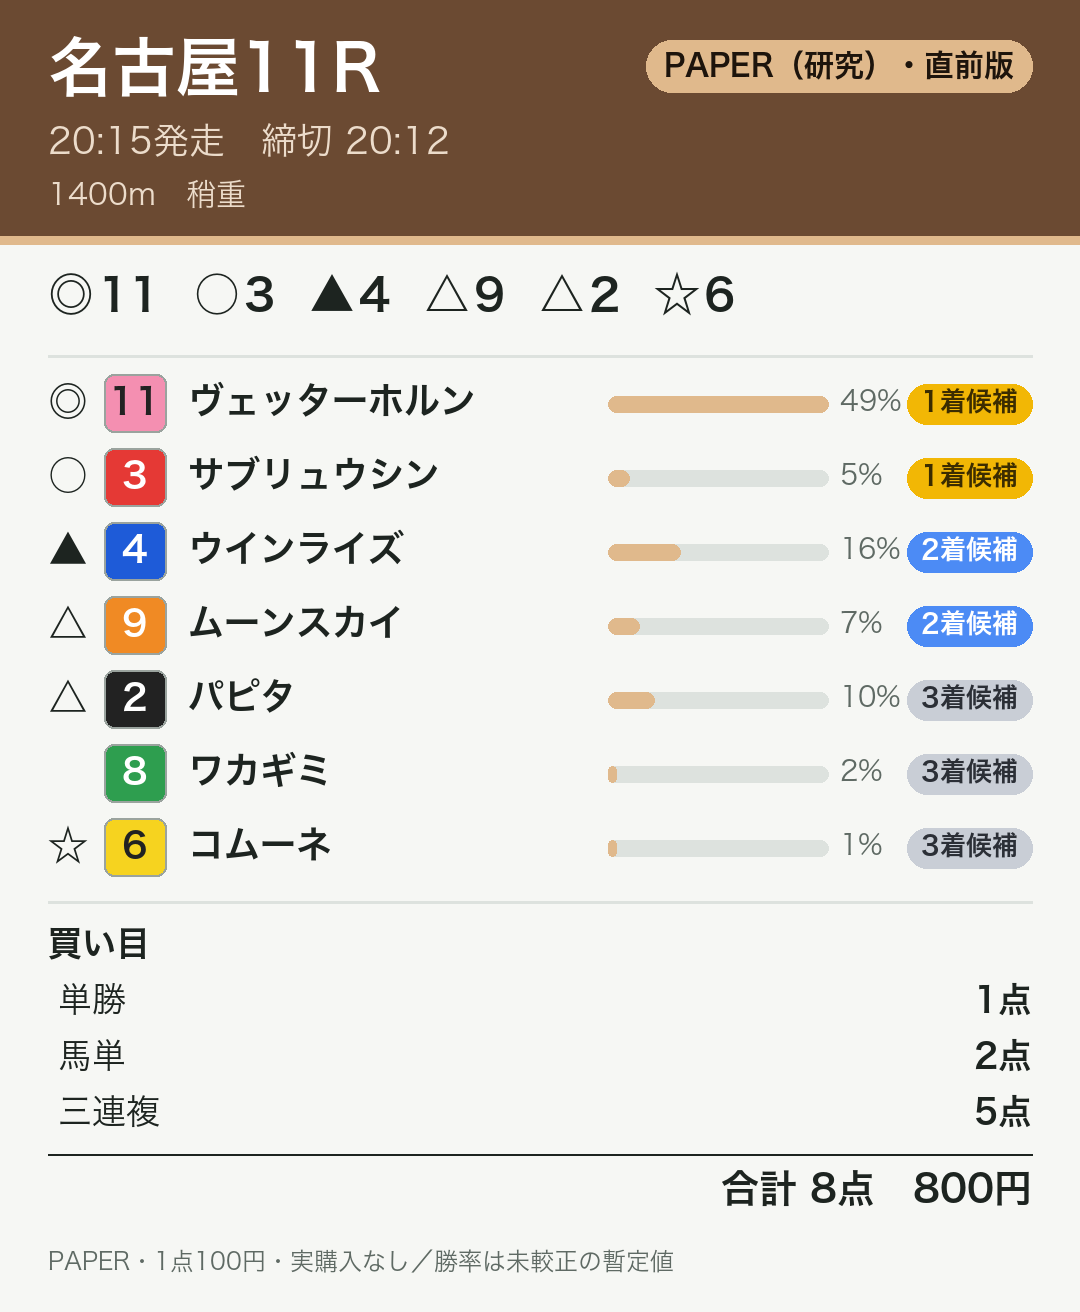 名古屋11R
PAPER（研究）・直前版
20:15発走　締切 20:12
1400m　稍重
◎11 ○3 ▲4 △9 △2 ☆6
◎ 11 ヴェッターホルン 49% 1着候補
○ 3 サブリュウシン 5% 1着候補
▲ 4 ウインライズ 16% 2着候補
△ 9 ムーンスカイ 7% 2着候補
△ 2 パピタ 10% 3着候補
8 ワカギミ 2% 3着候補
☆ 6 コムーネ 1% 3着候補
買い目
単勝 1点
馬単 2点
三連複 5点
合計 8点　800円
PAPER・1点100円・実購入なし／勝率は未較正の暫定値